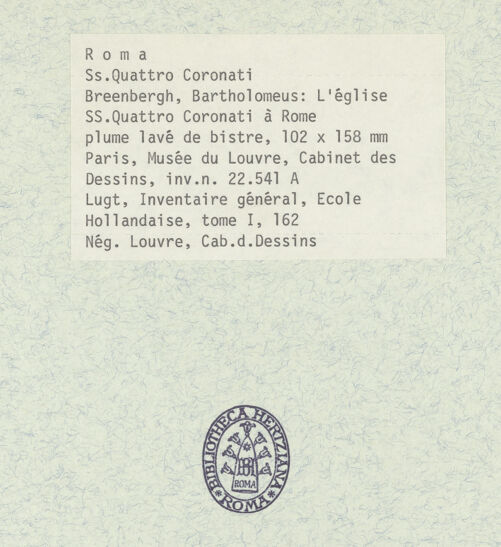 R o m a
Ss.Quattro Coronati
Breenbergh, Bartholomeus: L'église
SS.Quattro Coronati à Rome
plume lavé de bistre, 102 x 158 mm
Paris, Musée du Louvre, Cabinet des
Dessins, inv.n. 22.541 A
Lugt, Inventaire général, Ecole
Hollandaise, tome I, 162
Nég. Louvre, Cab.d.Dessins
BIBLIOTHECA HERTZIANA
ROMA
ROMA